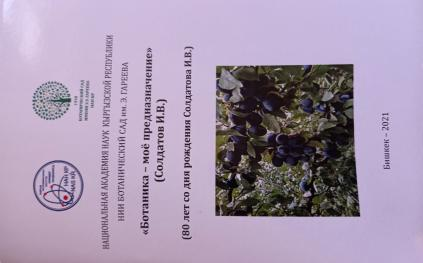 НАЦИОНАЛЬНАЯ АКАДЕМИЯ НАУК КЫРГЫЗСКОЙ РЕСПУБЛИКИ
НИИ БОТАНИЧЕСКИЙ САД им. Э. ГАРЕЕВА
«Ботаника – моё предназначение»
(Солдатов И.В.)
(80 лет со дня рождения Солдатова И.В.)
Бишкек – 2021